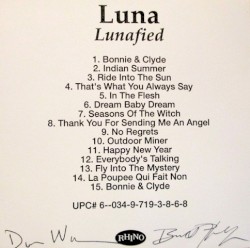 Luna
Lunafied
1. Bonnie & Clyde
2. Indian Summer
3. Ride Into The Sun
4. That's What You Always Say
5. In The Flesh
6. Dream Baby Dream
7. Seasons Of The Witch
8. Thank You For Sending Me An Angel
9. No Regrets
10. Outdoor Miner
11. Happy New Year
12. Everybody's Talking
13. Fly Into The Mystery
14. La Poupee Qui Fait Non
15. Bonnie & Clyde
UPC# 6--034-9-719-3-8-6-8
RHINO